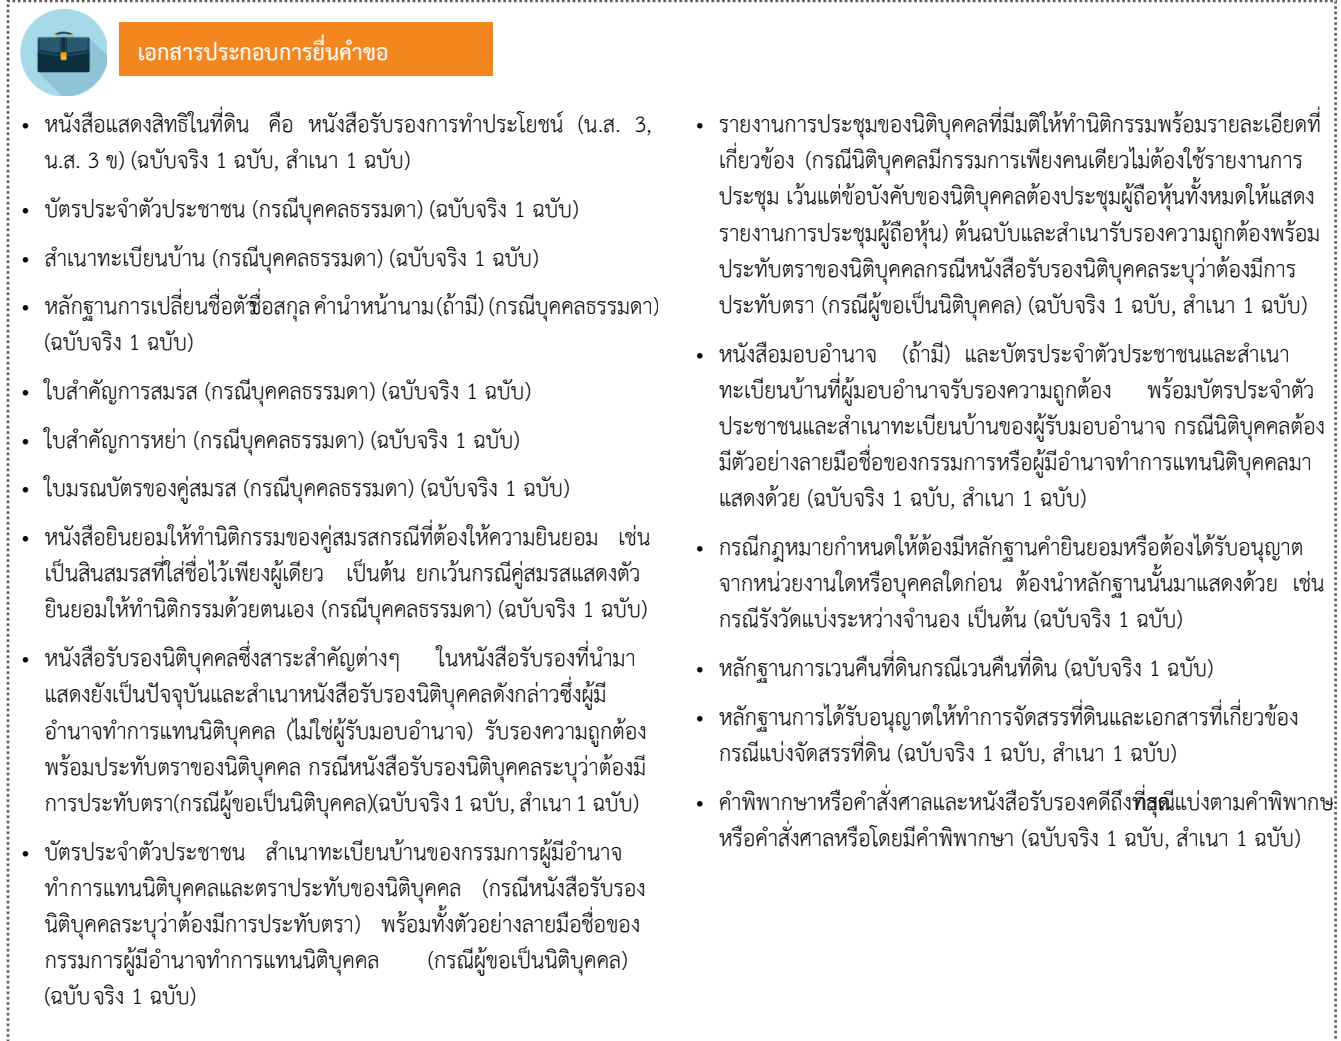 เอกสารประกอบการยื่นคำขอ
• หนังสือแสดงสิทธิในที่ดิน คือ หนังสือรับรองการทำประโยชน์ (น.ส. 3,
น.ส. 3 ข) (ฉบับจริง 1 ฉบับ, สำเนา 1 ฉบับ)
• บัตรประจำตัวประชาชน (กรณีบุคคลธรรมดา) (ฉบับจริง 1 ฉบับ)
• สำเนาทะเบียนบ้าน (กรณีบุคคลธรรมดา) (ฉบับจริง 1 ฉบับ)
• หลักฐานการเปลี่ยนชื่อตัว ชื่อสกุล คำนำหน้านาม (ถ้ามี) (กรณีบุคคลธรรมดา)
(ฉบับจริง 1 ฉบับ)
• ใบสำคัญการสมรส (กรณีบุคคลธรรมดา) (ฉบับจริง 1 ฉบับ)
• ใบสำคัญการหย่า (กรณีบุคคลธรรมดา) (ฉบับจริง 1 ฉบับ)
• ใบมรณบัตรของคู่สมรส (กรณีบุคคลธรรมดา) (ฉบับจริง 1 ฉบับ)
• หนังสือยินยอมให้ทำนิติกรรมของคู่สมรสกรณีที่ต้องให้ความยินยอม เช่น
เป็นสินสมรสที่ใส่ชื่อไว้เพียงผู้เดียว เป็นต้น ยกเว้นกรณีคู่สมรสแสดงตัว
ยินยอมให้ทำนิติกรรมด้วยตนเอง (กรณีบุคคลธรรมดา) (ฉบับจริง 1 ฉบับ)
• หนังสือรับรองนิติบุคคลซึ่งสาระสำคัญต่างๆ ในหนังสือรับรองที่นำมา
แสดงยังเป็นปัจจุบันและสำเนาหนังสือรับรองนิติบุคคลดังกล่าวซึ่งผู้มี
อำนาจทำการแทนนิติบุคคล (ไม่ใช่ผู้รับมอบอำนาจ) รับรองความถูกต้อง
พร้อมประทับตราของนิติบุคคล กรณีหนังสือรับรองนิติบุคคลระบุว่าต้องมี
การประทับตรา(กรณีผู้ขอเป็นนิติบุคคล)(ฉบับจริง 1 ฉบับ, สำเนา 1 ฉบับ)
• บัตรประจำตัวประชาชน สำเนาทะเบียนบ้านของกรรมการผู้มีอำนาจ
ทำการแทนนิติบุคคลและตราประทับของนิติบุคคล (กรณีหนังสือรับรอง
นิติบุคคลระบุว่าต้องมีการประทับตรา) พร้อมทั้งตัวอย่างลายมือชื่อของ
กรรมการผู้มีอำนาจทำการแทนนิติบุคคล (กรณีผู้ขอเป็นนิติบุคคล)
(ฉบับจริง 1 ฉบับ)
• รายงานการประชุมของนิติบุคคลที่มีมติให้ทำนิติกรรมพร้อมรายละเอียดที่
เกี่ยวข้อง (กรณีนิติบุคคลมีกรรมการเพียงคนเดียวไม่ต้องใช้รายงานการ
ประชุม เว้นแต่ข้อบังคับของนิติบุคคลต้องประชุมผู้ถือหุ้นทั้งหมดให้แสดง
รายงานการประชุมผู้ถือหุ้น) ต้นฉบับและสำเนารับรองความถูกต้องพร้อม
ประทับตราของนิติบุคคลกรณีหนังสือรับรองนิติบุคคลระบุว่าต้องมีการ
ประทับตรา (กรณีผู้ขอเป็นนิติบุคคล) (ฉบับจริง 1 ฉบับ, สำเนา 1 ฉบับ)
• หนังสือมอบอำนาจ (ถ้ามี) และบัตรประจำตัวประชาชนและสำเนา
ทะเบียนบ้านที่ผู้มอบอำนาจรับรองความถูกต้อง พร้อมบัตรประจำตัว
ประชาชนและสำเนาทะเบียนบ้านของผู้รับมอบอำนาจ กรณีนิติบุคคลต้อง
มีตัวอย่างลายมือชื่อของกรรมการหรือผู้มีอำนาจทำการแทนนิติบุคคลมา
แสดงด้วย (ฉบับจริง 1 ฉบับ, สำเนา 1 ฉบับ)
• กรณีกฎหมายกำหนดให้ต้องมีหลักฐานคำยินยอมหรือต้องได้รับอนุญาต
จากหน่วยงานใดหรือบุคคลใดก่อน ต้องนำหลักฐานนั้นมาแสดงด้วย เช่น
กรณีรังวัดแบ่งระหว่างจำนอง เป็นต้น (ฉบับจริง 1 ฉบับ)
• หลักฐานการเวนคืนที่ดินกรณีเวนคืนที่ดิน (ฉบับจริง 1 ฉบับ)
• หลักฐานการได้รับอนุญาตให้ทำการจัดสรรที่ดินและเอกสารที่เกี่ยวข้อง
กรณีแบ่งจัดสรรที่ดิน (ฉบับจริง 1 ฉบับ, สำเนา 1 ฉบับ)
• คำพิพากษาหรือคำสั่งศาลและหนังสือรับรองคดีถึงที่สุด แบ่งตามคำพิพากษ
หรือคำสั่งศาลหรือโดยมีคำพิพากษา (ฉบับจริง 1 ฉบับ, สำเนา 1 ฉบับ)